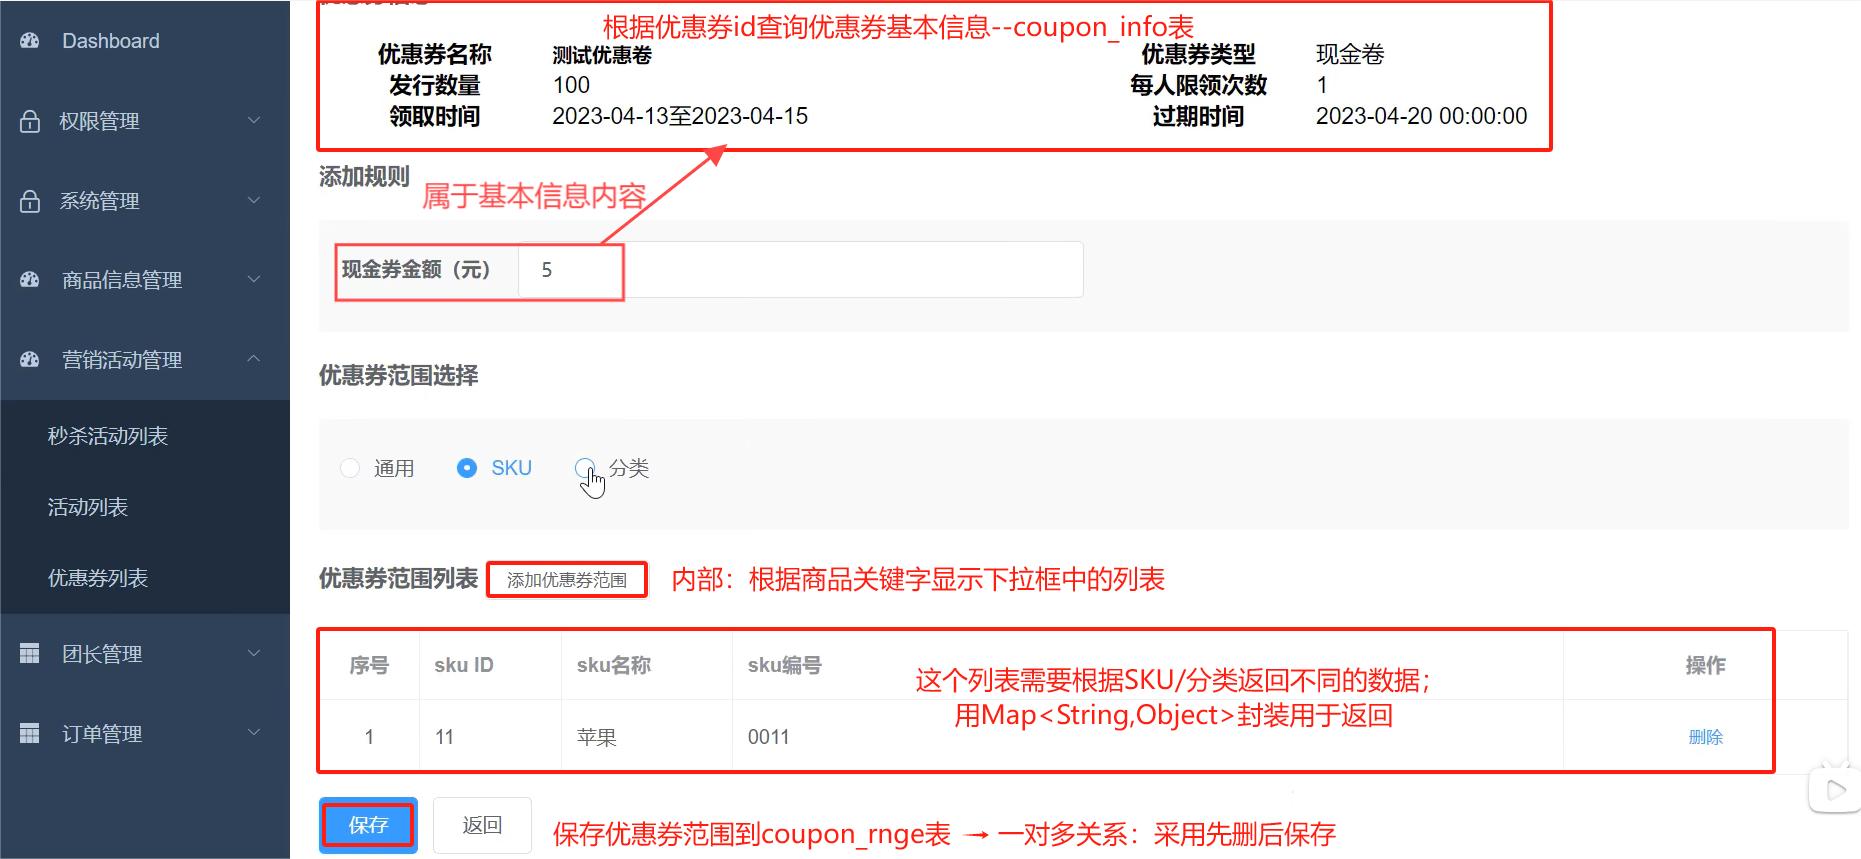 Dashboard
权限管理
系统管理
商品信息管理
营销活动管理
秒杀活动列表
活动列表
优惠券列表
团长管理
订单管理
根据优惠券id查询优惠券基本信息--coupon_info表
优惠券名称 测试优惠卷 优惠券类型 现金卷
发行数量 100 每人限领次数 1
领取时间 2023-04-13至2023-04-15 过期时间 2023-04-20 00:00:00
添加规则
属于基本信息内容
现金券金额（元） 5
优惠券范围选择
通用 SKU 分类
优惠券范围列表 添加优惠券范围 内部：根据商品关键字显示下拉框中的列表
序号 sku ID sku名称 sku编号 操作
这个列表需要根据SKU/分类返回不同的数据；
用Map<String,Object>封装用于返回
1 11 苹果 0011 删除
保存 返回 保存优惠券范围到coupon_rnge表 → 一对多关系：采用先删后保存